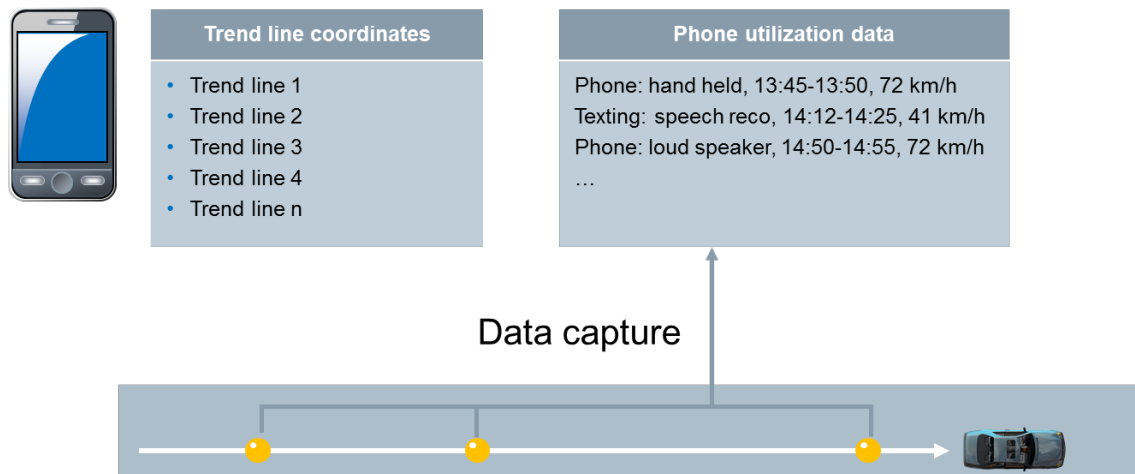 Trend line coordinates
• Trend line 1
• Trend line 2
• Trend line 3
• Trend line 4
• Trend line n
Phone utilization data
Phone: hand held, 13:45-13:50, 72 km/h
Texting: speech reco, 14:12-14:25, 41 km/h
Phone: loud speaker, 14:50-14:55, 72 km/h
…
Data capture